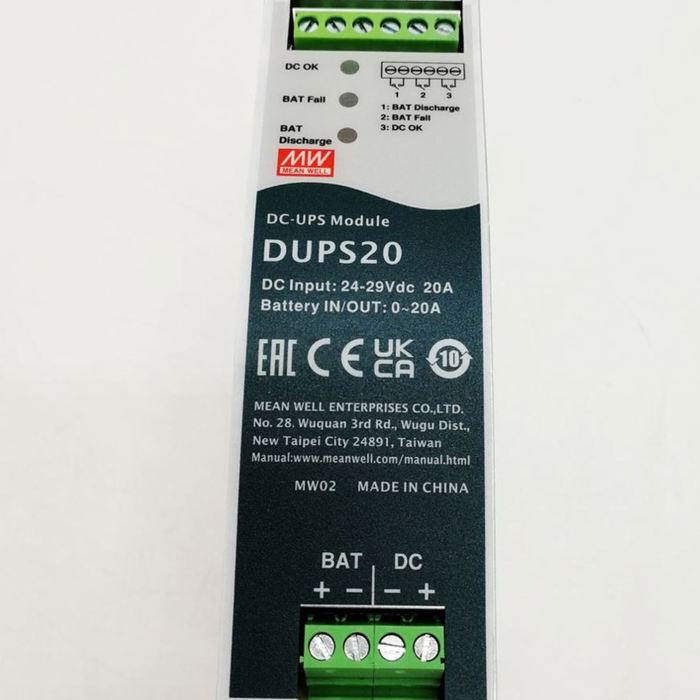 DC OK
BAT Fail
BAT
Discharge
1 2 3
1: BAT Discharge
2: BAT Fail
3: DC OK
MW
MEAN WELL
DC-UPS Module
DUPS20
DC Input: 24-29Vdc 20A
Battery IN/OUT: 0~20A
EAC CE UKCA 10
MEAN WELL ENTERPRISES CO.,LTD.
No. 28, Wuquan 3rd Rd., Wugu Dist.,
New Taipei City 24891, Taiwan
Manual:www.meanwell.com/manual.html
MW02 MADE IN CHINA
BAT DC
+ − − +